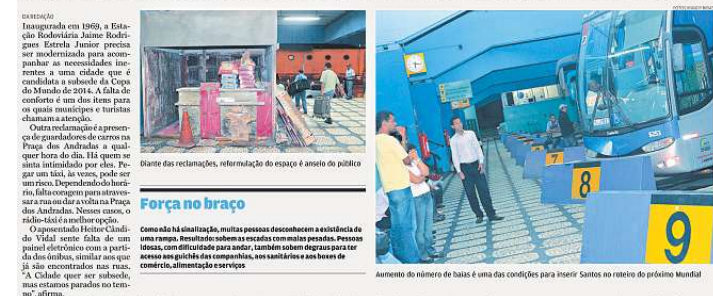 DA REDAÇÃO
Inaugurada em 1969, a Esta-
ção Rodoviária Jaime Rodri-
gues Estrela Junior precisa
ser modernizada para acom-
panhar as necessidades ine-
rentes a uma cidade que é
candidata a subsede da Copa
do Mundo de 2014. A falta de
conforto é um dos itens para
os quais munícipes e turistas
chamam a atenção.
Outra reclamação é a presen-
ça de guardadores de carros na
Praça dos Andradas a qual-
quer hora do dia. Há quem se
sinta intimidado por eles. Pe-
gar um táxi, às vezes, pode ser
um risco. Dependendo do horá-
rio, falta coragem para atraves-
sar a rua ou dar a volta na Praça
dos Andradas. Nesses casos, o
rádio-táxi é a melhor opção.
O aposentado Heitor Cândi-
do Vidal sente falta de um
painel eletrônico com a parti-
da dos ônibus, similar aos que
já são encontrados nas ruas.
"A Cidade quer ser subsede,
mas estamos parados no tem-
po", afirma.
Diante das reclamações, reformulação do espaço é anseio do público
Força no braço
Como não há sinalização, muitas pessoas desconhecem a existência de
uma rampa. Resultado: sobem as escadas com malas pesadas. Pessoas
idosas, com dificuldade para andar, também sobem degraus para ter
acesso aos guichês das companhias, aos sanitários e aos boxes de
comércio, alimentação e serviços
5251
7
8
9
Aumento do número de baias é uma das condições para inserir Santos no roteiro do próximo Mundial